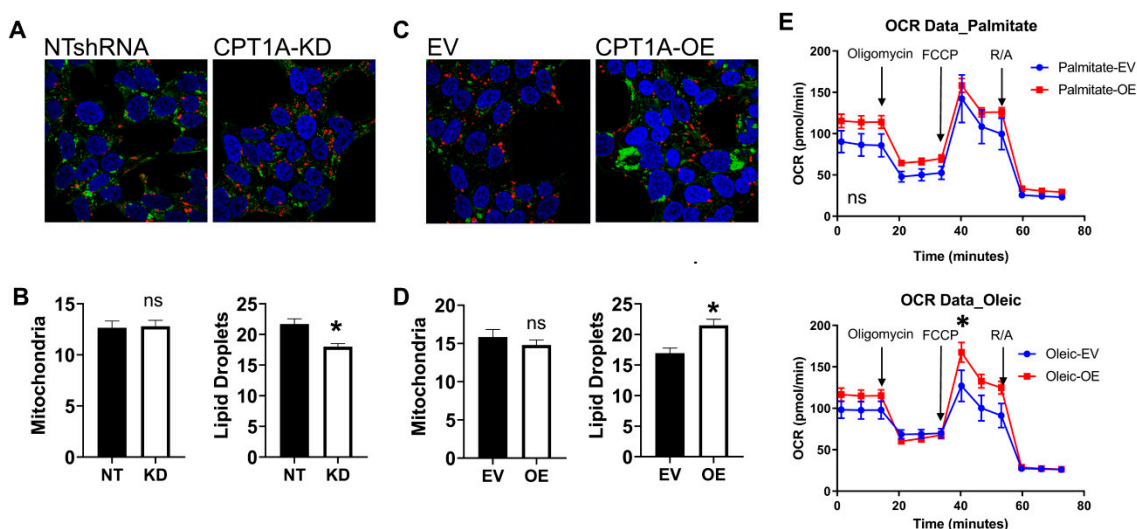 A
NTshRNA CPT1A-KD
C
EV CPT1A-OE
E
OCR Data_Palmitate
200
150
100
50
0
OCR (pmol/min)
Oligomycin FCCP R/A
Palmitate-EV
Palmitate-OE
ns
0 20 40 60 80
Time (minutes)
B
Mitochondria
15
10
5
0
ns
NT KD
Lipid Droplets
25
20
15
10
5
0
*
NT KD
D
Mitochondria
20
15
10
5
0
ns
EV OE
Lipid Droplets
25
20
15
10
5
0
*
EV OE
OCR Data_Oleic
200
150
100
50
0
OCR (pmol/min)
Oligomycin FCCP * R/A
Oleic-EV
Oleic-OE
0 20 40 60 80
Time (minutes)